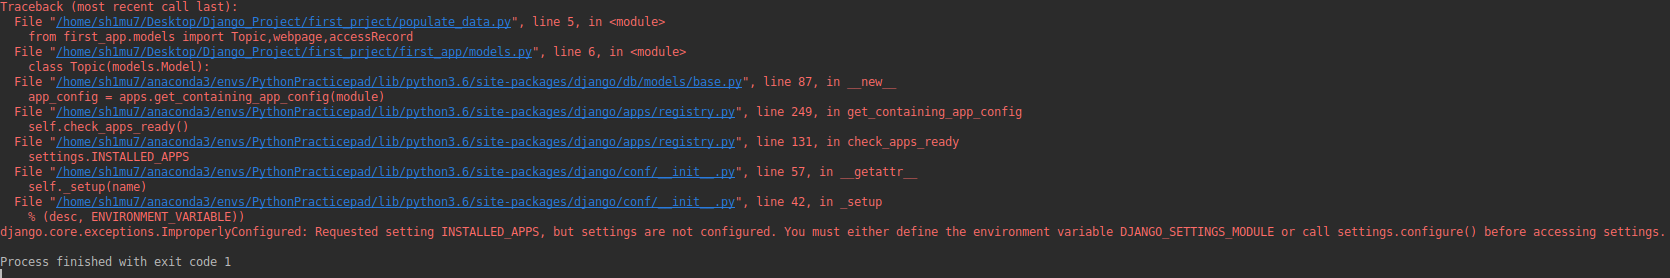 Traceback (most recent call last):
  File "/home/sh1mu7/Desktop/Django_Project/first_prject/populate_data.py", line 5, in <module>
    from first_app.models import Topic,webpage,accessRecord
  File "/home/sh1mu7/Desktop/Django_Project/first_prject/first_app/models.py", line 6, in <module>
    class Topic(models.Model):
  File "/home/sh1mu7/anaconda3/envs/PythonPracticepad/lib/python3.6/site-packages/django/db/models/base.py", line 87, in __new__
    app_config = apps.get_containing_app_config(module)
  File "/home/sh1mu7/anaconda3/envs/PythonPracticepad/lib/python3.6/site-packages/django/apps/registry.py", line 249, in get_containing_app_config
    self.check_apps_ready()
  File "/home/sh1mu7/anaconda3/envs/PythonPracticepad/lib/python3.6/site-packages/django/apps/registry.py", line 131, in check_apps_ready
    settings.INSTALLED_APPS
  File "/home/sh1mu7/anaconda3/envs/PythonPracticepad/lib/python3.6/site-packages/django/conf/__init__.py", line 57, in __getattr__
    self._setup(name)
  File "/home/sh1mu7/anaconda3/envs/PythonPracticepad/lib/python3.6/site-packages/django/conf/__init__.py", line 42, in _setup
    % (desc, ENVIRONMENT_VARIABLE))
django.core.exceptions.ImproperlyConfigured: Requested setting INSTALLED_APPS, but settings are not configured. You must either define the environment variable DJANGO_SETTINGS_MODULE or call settings.configure() before accessing settings.
Process finished with exit code 1